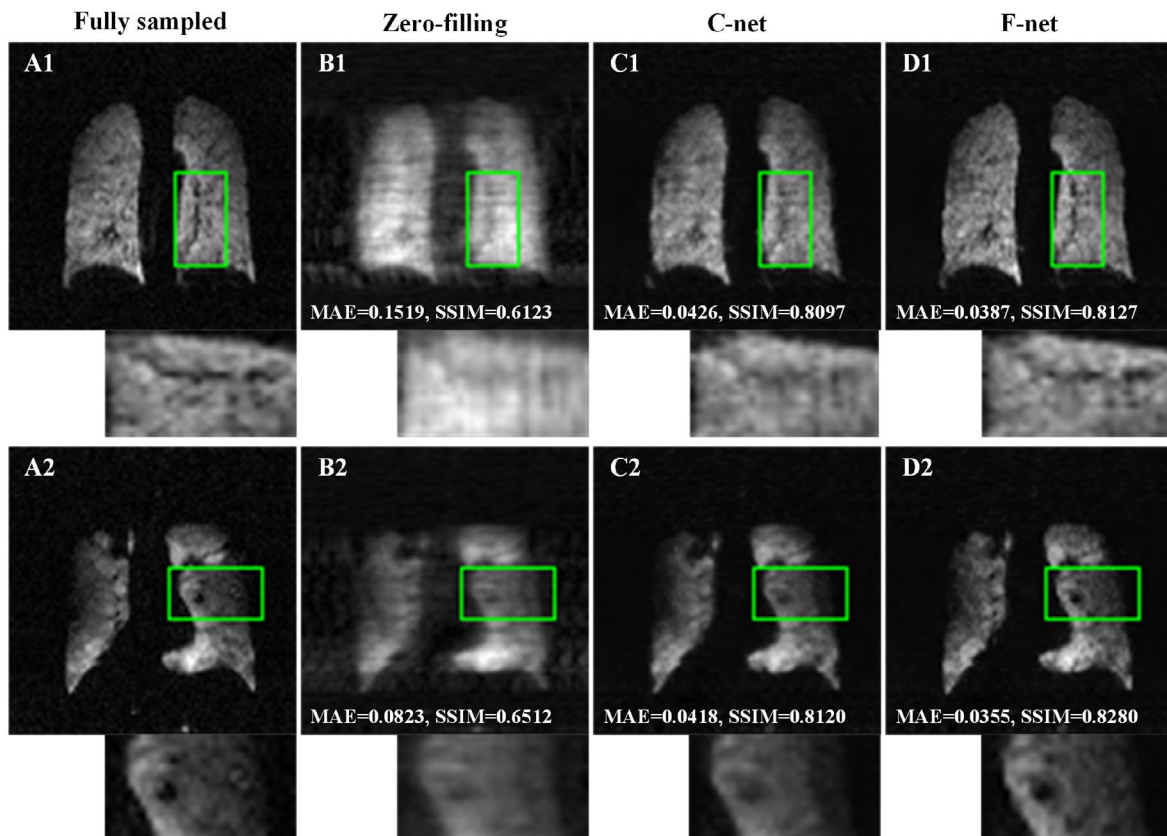 Fully sampled Zero-filling C-net F-net
A1 B1 C1 D1
MAE=0.1519, SSIM=0.6123 MAE=0.0426, SSIM=0.8097 MAE=0.0387, SSIM=0.8127
A2 B2 C2 D2
MAE=0.0823, SSIM=0.6512 MAE=0.0418, SSIM=0.8120 MAE=0.0355, SSIM=0.8280